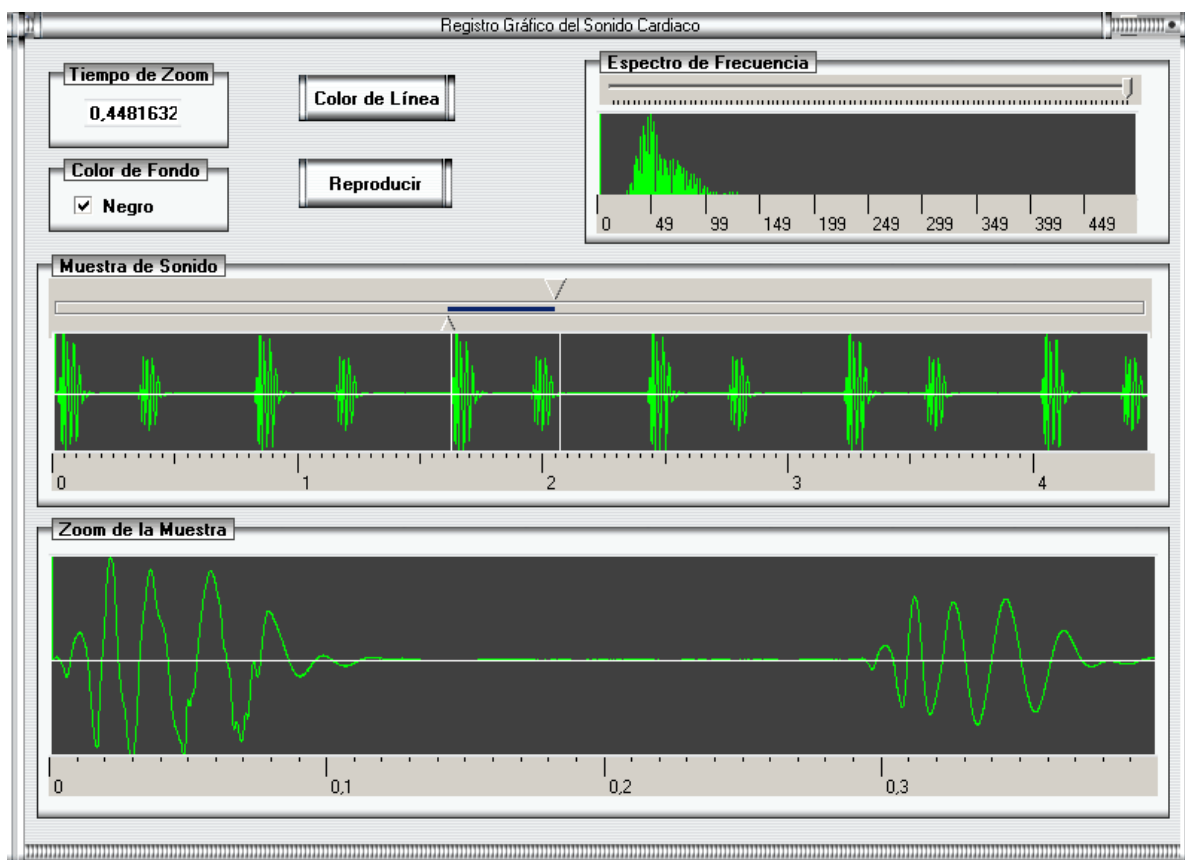 Registro Gráfico del Sonido Cardiaco
Tiempo de Zoom
0,4481632
Color de Línea
Color de Fondo
Negro
Reproducir
Espectro de Frecuencia
0 49 99 149 199 249 299 349 399 449
Muestra de Sonido
0 1 2 3 4
Zoom de la Muestra
0 0,1 0,2 0,3